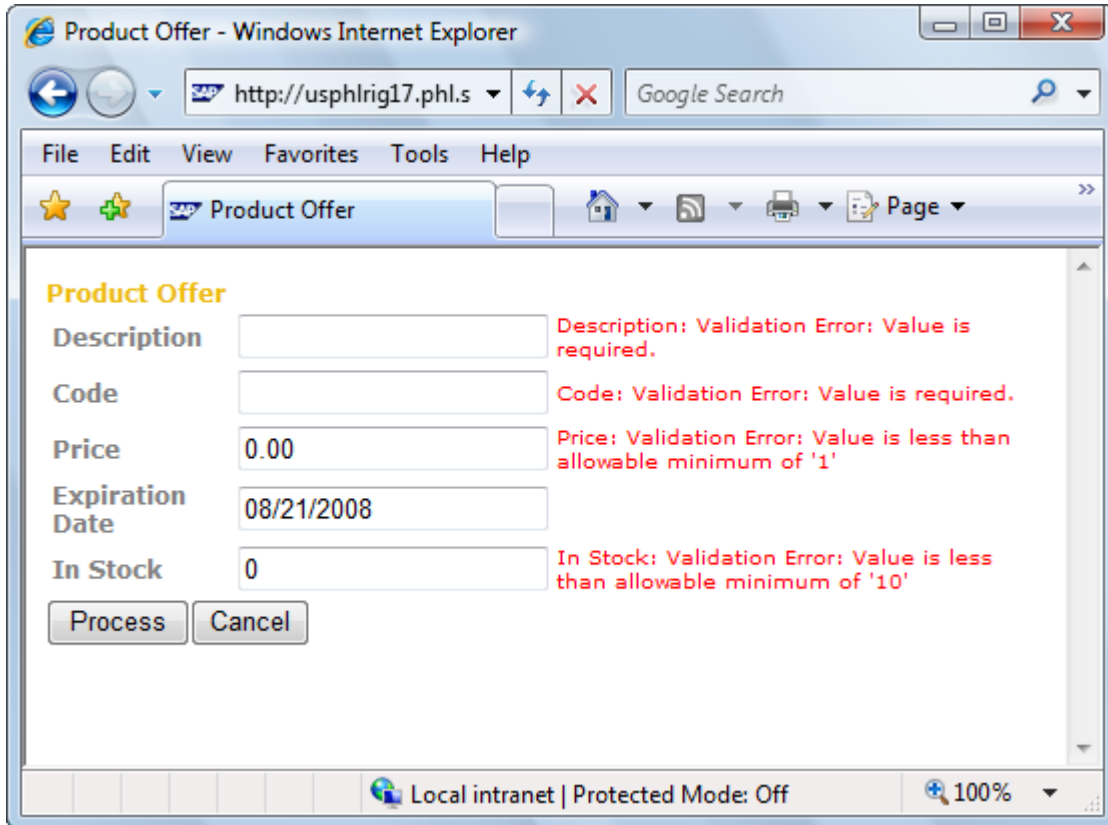 Product Offer - Windows Internet Explorer
SAP http://usphlrig17.phl.s Google Search
File Edit View Favorites Tools Help
SAP Product Offer Page
Product Offer
Description Description: Validation Error: Value is
required.
Code Code: Validation Error: Value is required.
Price 0.00 Price: Validation Error: Value is less than
allowable minimum of '1'
Expiration
Date 08/21/2008
In Stock 0 In Stock: Validation Error: Value is less
than allowable minimum of '10'
Process Cancel
Local intranet | Protected Mode: Off 100%